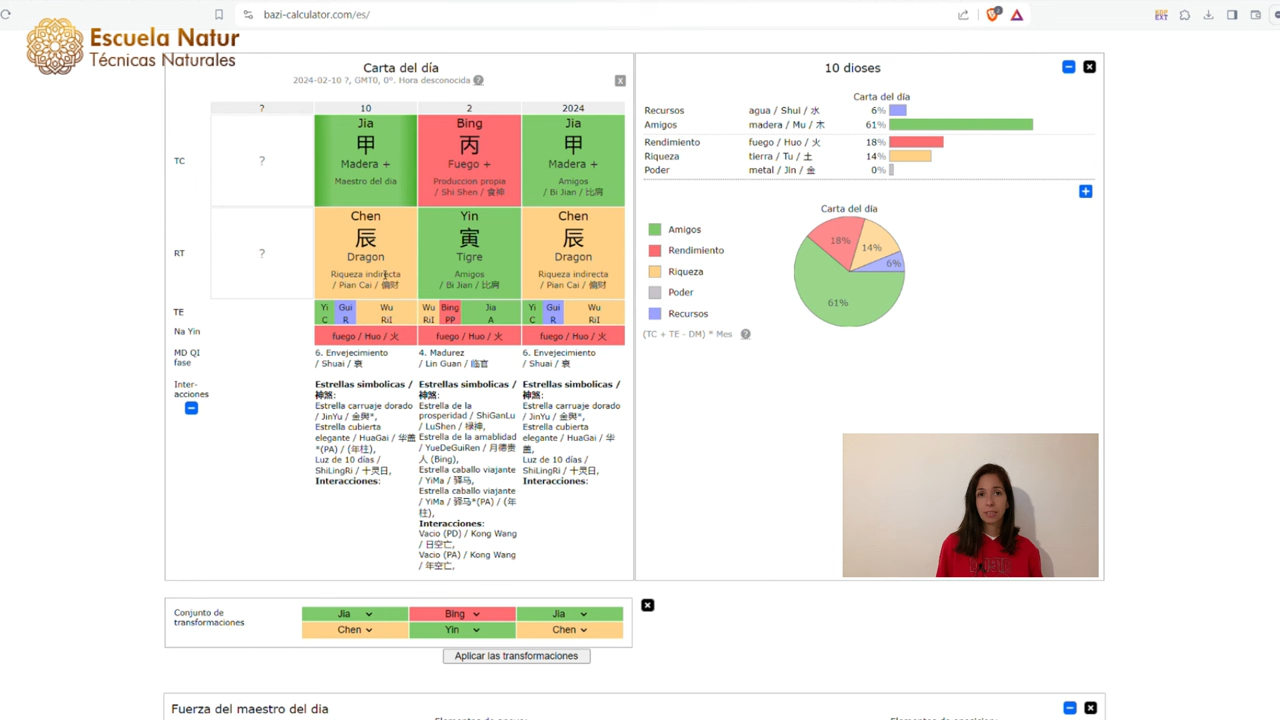 bazi-calculator.com/es/
2
KDP
EXT
Escuela Natur
Técnicas Naturales
Carta del día
2024-02-10 ?, GMT0, 0º. Hora desconocida ?
x
? 10 2 2024
TC
?
Jia
甲
Madera +
Maestro del dia
Bing
丙
Fuego +
Produccion propia
/ Shi Shen / 食神
Jia
甲
Madera +
Amigos
/ Bi Jian / 比肩
RT
?
Chen
辰
Dragon
Riqueza indirecta
/ Pian Cai / 偏财
Yin
寅
Tigre
Amigos
/ Bi Jian / 比肩
Chen
辰
Dragon
Riqueza indirecta
/ Pian Cai / 偏财
TE
Yi Gui Wu Wu Bing Jia Yi Gui Wu
C R RiI RiI PP A C R RiI
Na Yin
fuego / Huo / 火 fuego / Huo / 火 fuego / Huo / 火
MD QI
fase
6. Envejecimiento
/ Shuai / 衰
4. Madurez
/ Lin Guan / 临官
6. Envejecimiento
/ Shuai / 衰
Inter-
acciones
Estrellas simbolicas /
神煞:
Estrella carruaje dorado
/ JinYu / 金舆*,
Estrella cubierta
elegante / HuaGai / 华盖
*(PA) / (年柱),
Luz de 10 días /
ShiLingRi / 十灵日,
Interacciones:
Estrellas simbolicas /
神煞:
Estrella de la
prosperidad / ShiGanLu
/ LuShen / 禄神,
Estrella de la amablidad
/ YueDeGuiRen / 月德贵
人 (Bing),
Estrella caballo viajante
/ YiMa / 驿马,
Estrella caballo viajante
/ YiMa / 驿马*(PA) / (年
柱),
Interacciones:
Vacio (PD) / Kong Wang
/ 日空亡,
Vacio (PA) / Kong Wang
/ 年空亡,
Estrellas simbolicas /
神煞:
Estrella carruaje dorado
/ JinYu / 金舆*,
Estrella cubierta
elegante / HuaGai / 华
盖,
Luz de 10 días /
ShiLingRi / 十灵日,
Interacciones:
10 dioses
Carta del día
Recursos agua / Shui / 水 6%
Amigos madera / Mu / 木 61%
Rendimiento fuego / Huo / 火 18%
Riqueza tierra / Tu / 土 14%
Poder metal / Jin / 金 0%
Carta del día
Amigos
Rendimiento
Riqueza
Poder
Recursos
18%
14%
6%
61%
(TC + TE - DM) * Mes ?
Conjunto de
transformaciones
Jia Bing Jia
Chen Yin Chen
Aplicar las transformaciones
Fuerza del maestro del dia